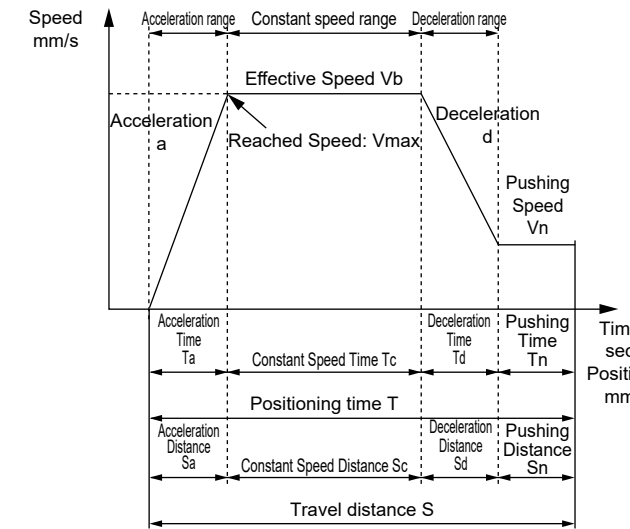 Speed
mm/s
Acceleration range
Constant speed range
Deceleration range
Effective Speed Vb
Acceleration
a
Reached Speed: Vmax
Deceleration
d
Pushing
Speed
Vn
Acceleration
Time
Ta
Constant Speed Time Tc
Deceleration
Time
Td
Pushing
Time
Tn
Positioning time T
Acceleration
Distance
Sa
Constant Speed Distance Sc
Deceleration
Distance
Sd
Pushing
Distance
Sn
Travel distance S